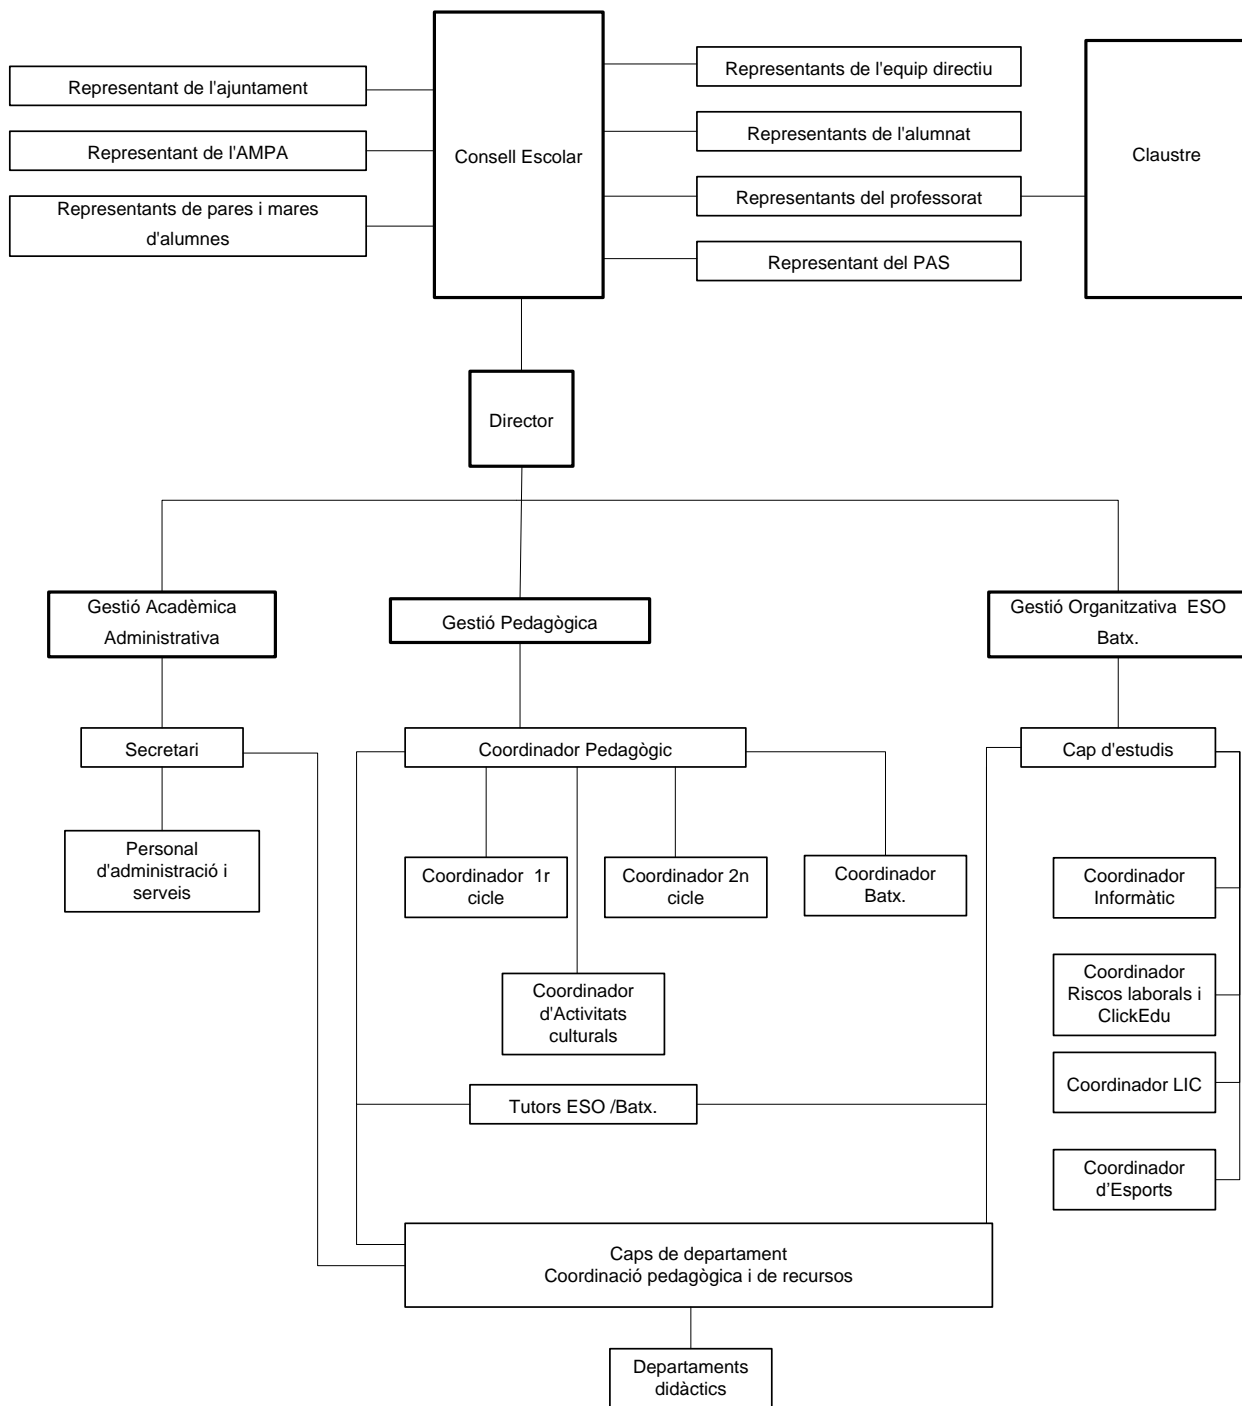 Representant de l'ajuntament
Representant de l'AMPA
Representants de pares i mares
d'alumnes
Consell Escolar
Representants de l'equip directiu
Representants de l'alumnat
Representants del professorat
Representant del PAS
Claustre
Director
Gestió Acadèmica
Administrativa
Gestió Pedagògica
Gestió Organitzativa  ESO
Batx.
Secretari
Coordinador Pedagògic
Cap d'estudis
Personal
d'administració i
serveis
Coordinador  1r
cicle
Coordinador 2n
cicle
Coordinador
Batx.
Coordinador
Informàtic
Coordinador
d'Activitats
culturals
Coordinador
Riscos laborals i
ClickEdu
Coordinador LIC
Tutors ESO /Batx.
Coordinador
d’Esports
Caps de departament
Coordinació pedagògica i de recursos
Departaments
didàctics